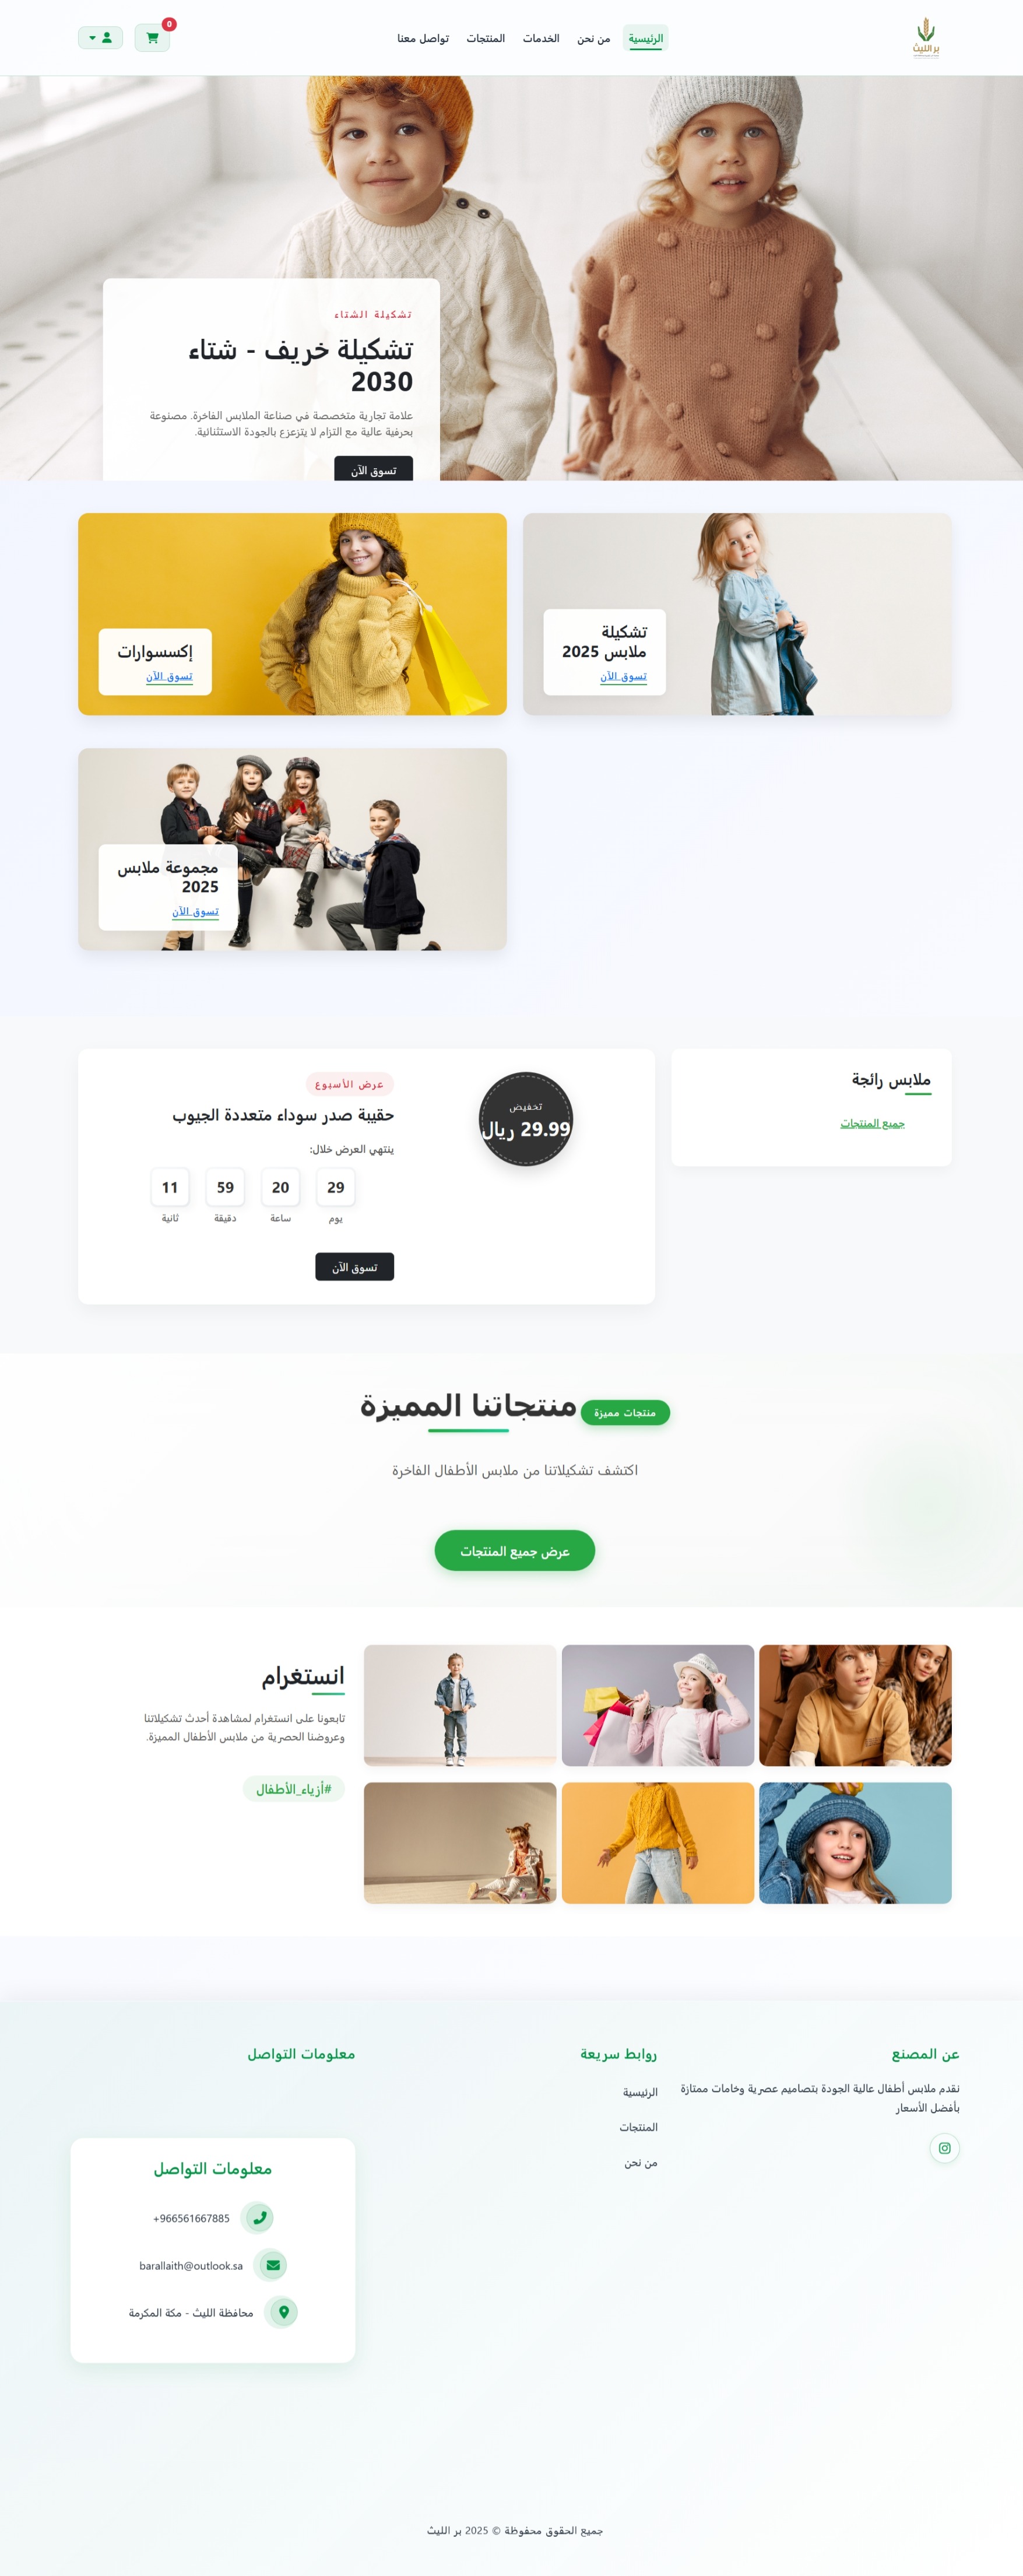 بر الليث
الرئيسية
من نحن
الخدمات
المنتجات
تواصل معنا
0
تشكيلة الشتاء
تشكيلة خريف - شتاء
2030
علامة تجارية متخصصة في صناعة الملابس الفاخرة. مصنوعة
بحرفية عالية مع التزام لا يتزعزع بالجودة الاستثنائية.
تسوق الآن
تشكيلة
ملابس 2025
تسوق الآن
إكسسوارات
تسوق الآن
مجموعة ملابس
2025
تسوق الآن
ملابس رائجة
جميع المنتجات
تخفيض
29.99 ريال
عرض الأسبوع
حقيبة صدر سوداء متعددة الجيوب
ينتهي العرض خلال:
29 20 59 11
يوم ساعة دقيقة ثانية
تسوق الآن
منتجات مميزة منتجاتنا المميزة
اكتشف تشكيلاتنا من ملابس الأطفال الفاخرة
عرض جميع المنتجات
انستغرام
تابعونا على انستغرام لمشاهدة أحدث تشكيلاتنا
وعروضنا الحصرية من ملابس الأطفال المميزة.
#أزياء_الأطفال
عن المصنع
نقدم ملابس أطفال عالية الجودة بتصاميم عصرية وخامات ممتازة
بأفضل الأسعار
روابط سريعة
الرئيسية
المنتجات
من نحن
معلومات التواصل
معلومات التواصل
+966561667885
barallaith@outlook.sa
محافظة الليث - مكة المكرمة
جميع الحقوق محفوظة © 2025 بر الليث